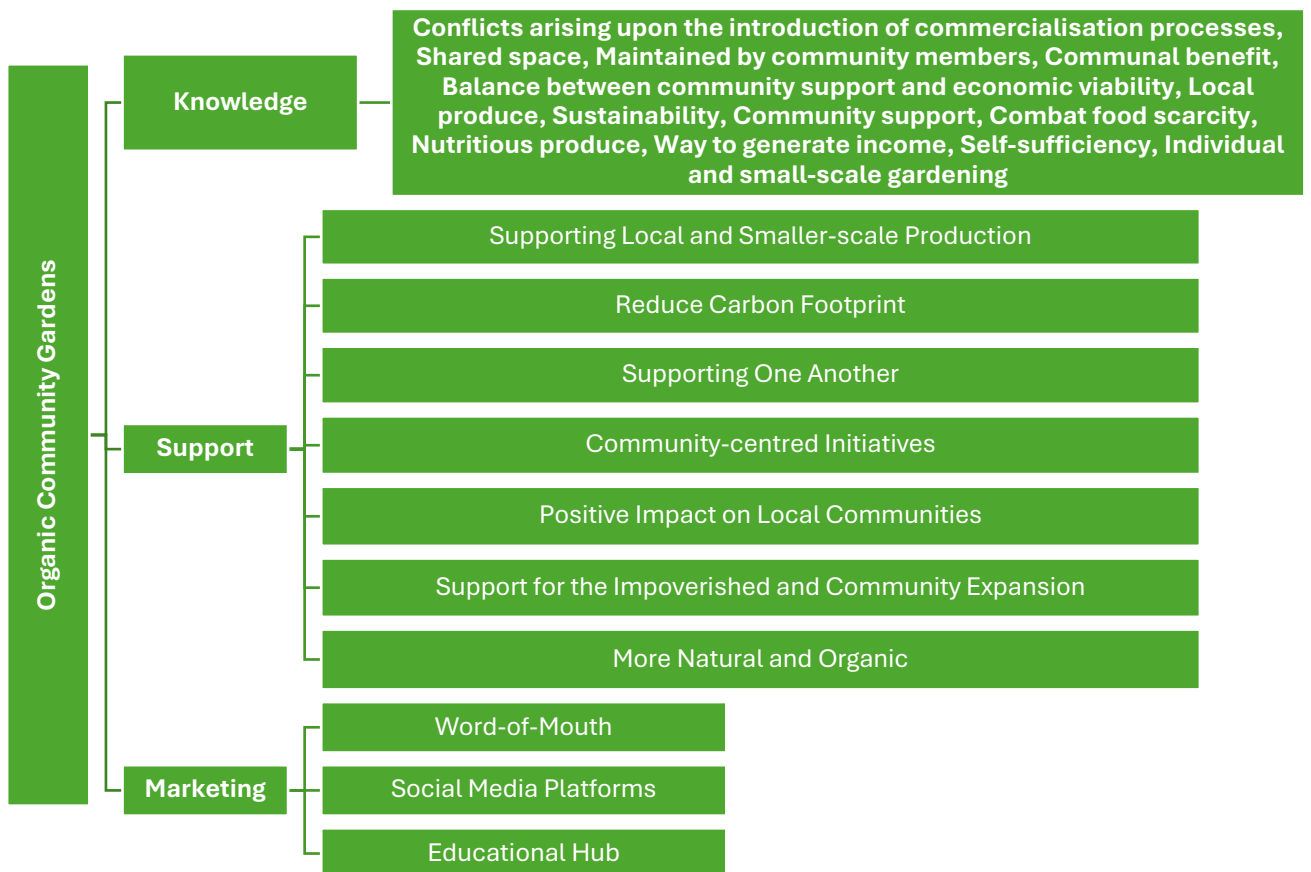 Organic Community Gardens
Knowledge
Conflicts arising upon the introduction of commercialisation processes,
Shared space, Maintained by community members, Communal benefit,
Balance between community support and economic viability, Local
produce, Sustainability, Community support, Combat food scarcity,
Nutritious produce, Way to generate income, Self-sufficiency, Individual
and small-scale gardening
Support
Supporting Local and Smaller-scale Production
Reduce Carbon Footprint
Supporting One Another
Community-centred Initiatives
Positive Impact on Local Communities
Support for the Impoverished and Community Expansion
More Natural and Organic
Marketing
Word-of-Mouth
Social Media Platforms
Educational Hub